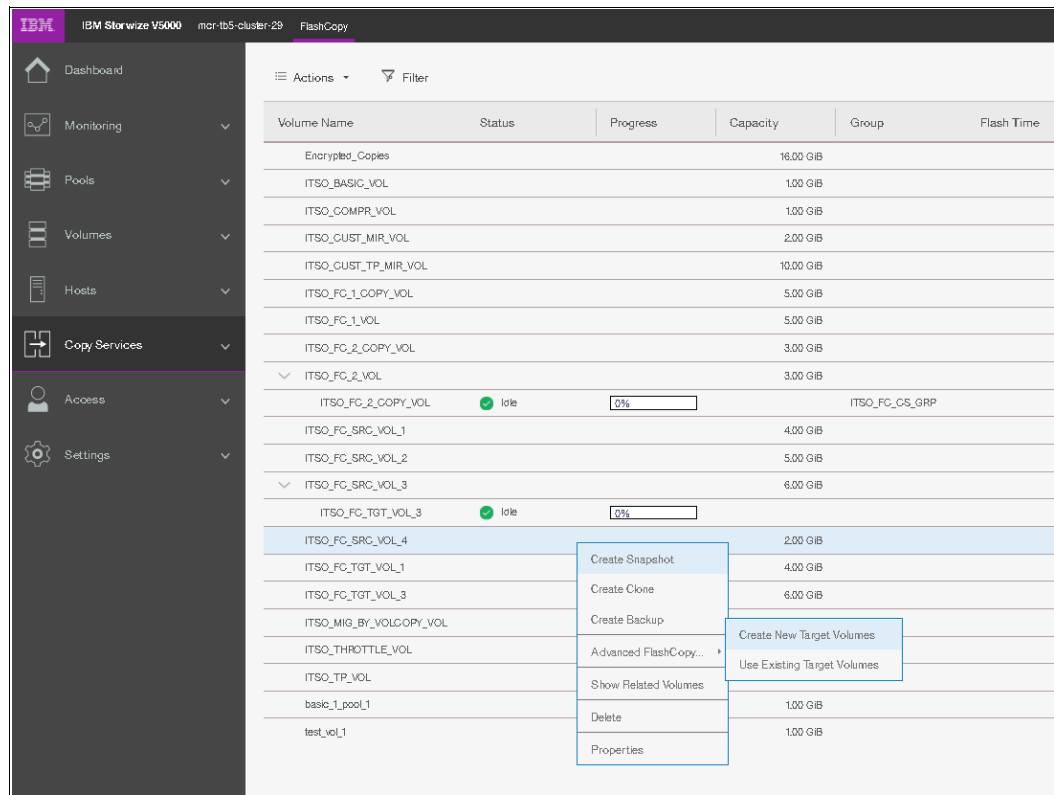 IBM IBM Storwize V5000 mcr-tb5-cluster-29 FlashCopy
Dashboard
Monitoring
Pools
Volumes
Hosts
Copy Services
Access
Settings
Actions Filter
Volume Name Status Progress Capacity Group Flash Time
Encrypted_Copies 16.00 GiB
ITSO_BASIC_VOL 1.00 GiB
ITSO_COMPR_VOL 1.00 GiB
ITSO_CUST_MIR_VOL 2.00 GiB
ITSO_CUST_TP_MIR_VOL 10.00 GiB
ITSO_FC_1_COPY_VOL 5.00 GiB
ITSO_FC_1_VOL 5.00 GiB
ITSO_FC_2_COPY_VOL 3.00 GiB
ITSO_FC_2_VOL 3.00 GiB
ITSO_FC_2_COPY_VOL Idle 0% ITSO_FC_CS_GRP
ITSO_FC_SRC_VOL_1 4.00 GiB
ITSO_FC_SRC_VOL_2 5.00 GiB
ITSO_FC_SRC_VOL_3 6.00 GiB
ITSO_FC_TGT_VOL_3 Idle 0%
ITSO_FC_SRC_VOL_4 2.00 GiB
ITSO_FC_TGT_VOL_1 4.00 GiB
ITSO_FC_TGT_VOL_3 6.00 GiB
ITSO_MIG_BY_VOLCOPY_VOL
ITSO_THROTTLE_VOL
ITSO_TP_VOL
basic_1_pool_1 1.00 GiB
test_vol_1 1.00 GiB
Create Snapshot
Create Clone
Create Backup
Advanced FlashCopy...
Show Related Volumes
Delete
Properties
Create New Target Volumes
Use Existing Target Volumes